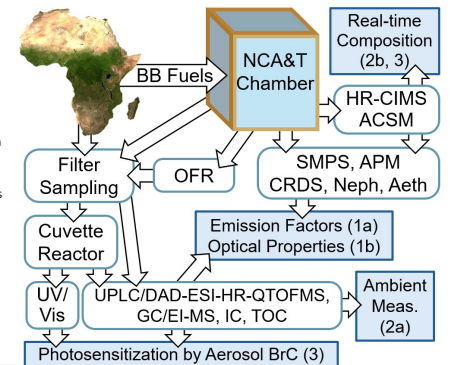 Real-time
Composition
(2b, 3)
BB Fuels
NCA&T
Chamber
HR-CIMS
ACSM
Filter
Sampling
OFR
SMPS, APM
CRDS, Neph, Aeth
Cuvette
Reactor
Emission Factors (1a)
Optical Properties (1b)
UV/
Vis
UPLC/DAD-ESI-HR-QTOFMS,
GC/EI-MS, IC, TOC
Ambient
Meas.
(2a)
Photosensitization by Aerosol BrC (3)